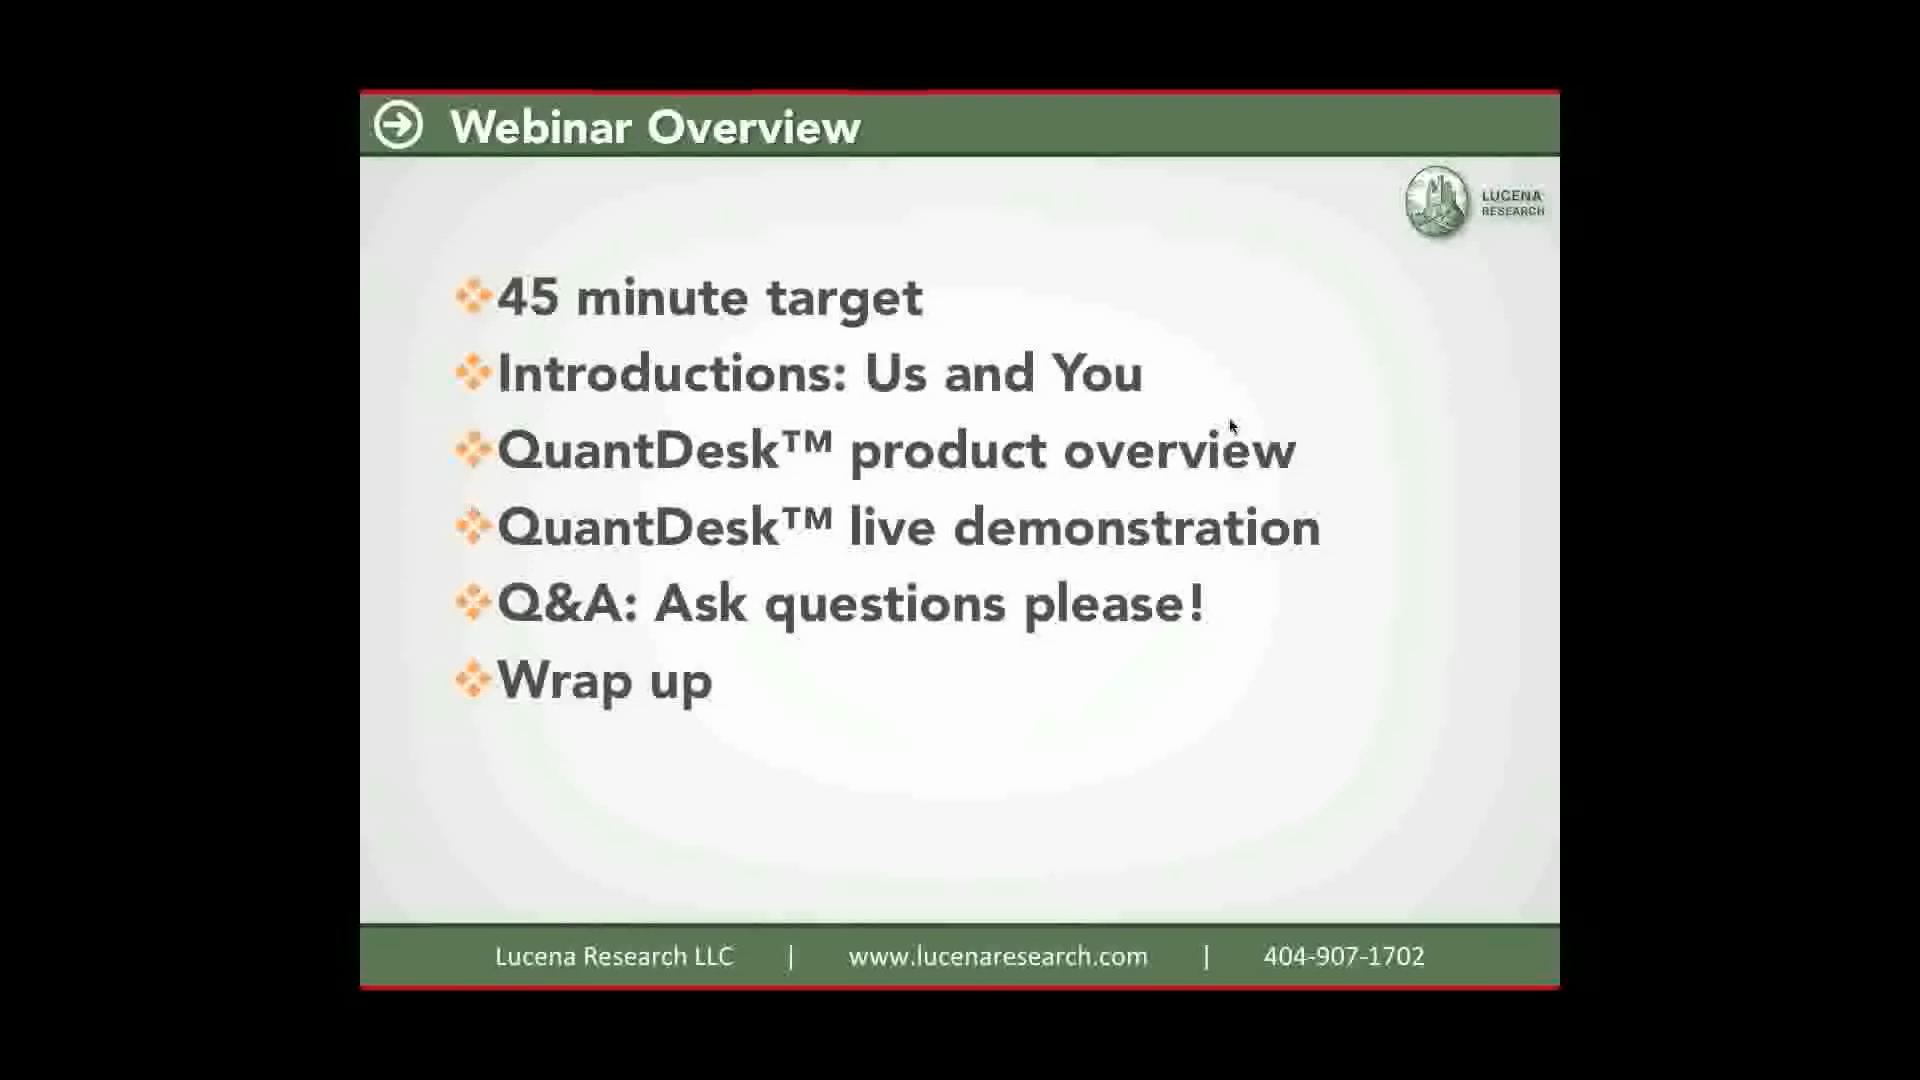 Webinar Overview
LUCENA
RESEARCH
45 minute target
Introductions: Us and You
QuantDesk™ product overview
QuantDesk™ live demonstration
Q&A: Ask questions please!
Wrap up
Lucena Research LLC | www.lucenaresearch.com | 404-907-1702